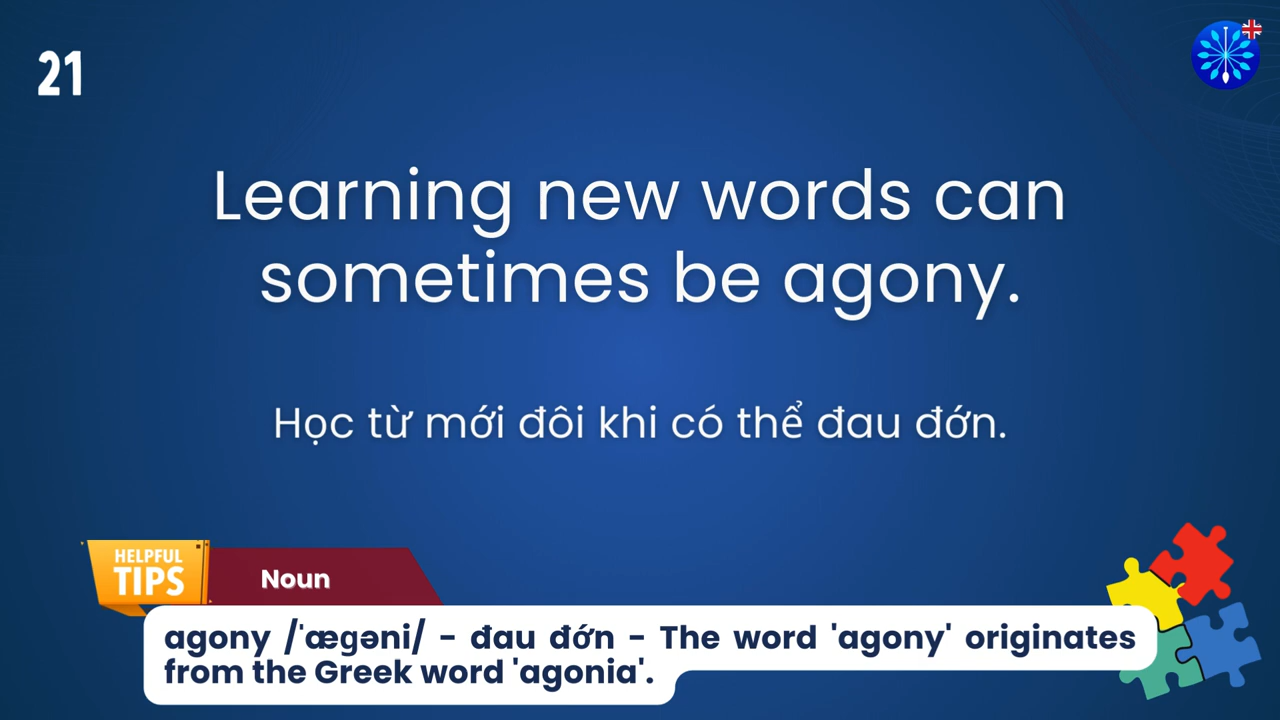 21
Learning new words can
sometimes be agony.
Học từ mới đôi khi có thể đau đớn.
HELPFUL
TIPS
Noun
agony /ˈæɡəni/ - đau đớn - The word 'agony' originates
from the Greek word 'agonia'.